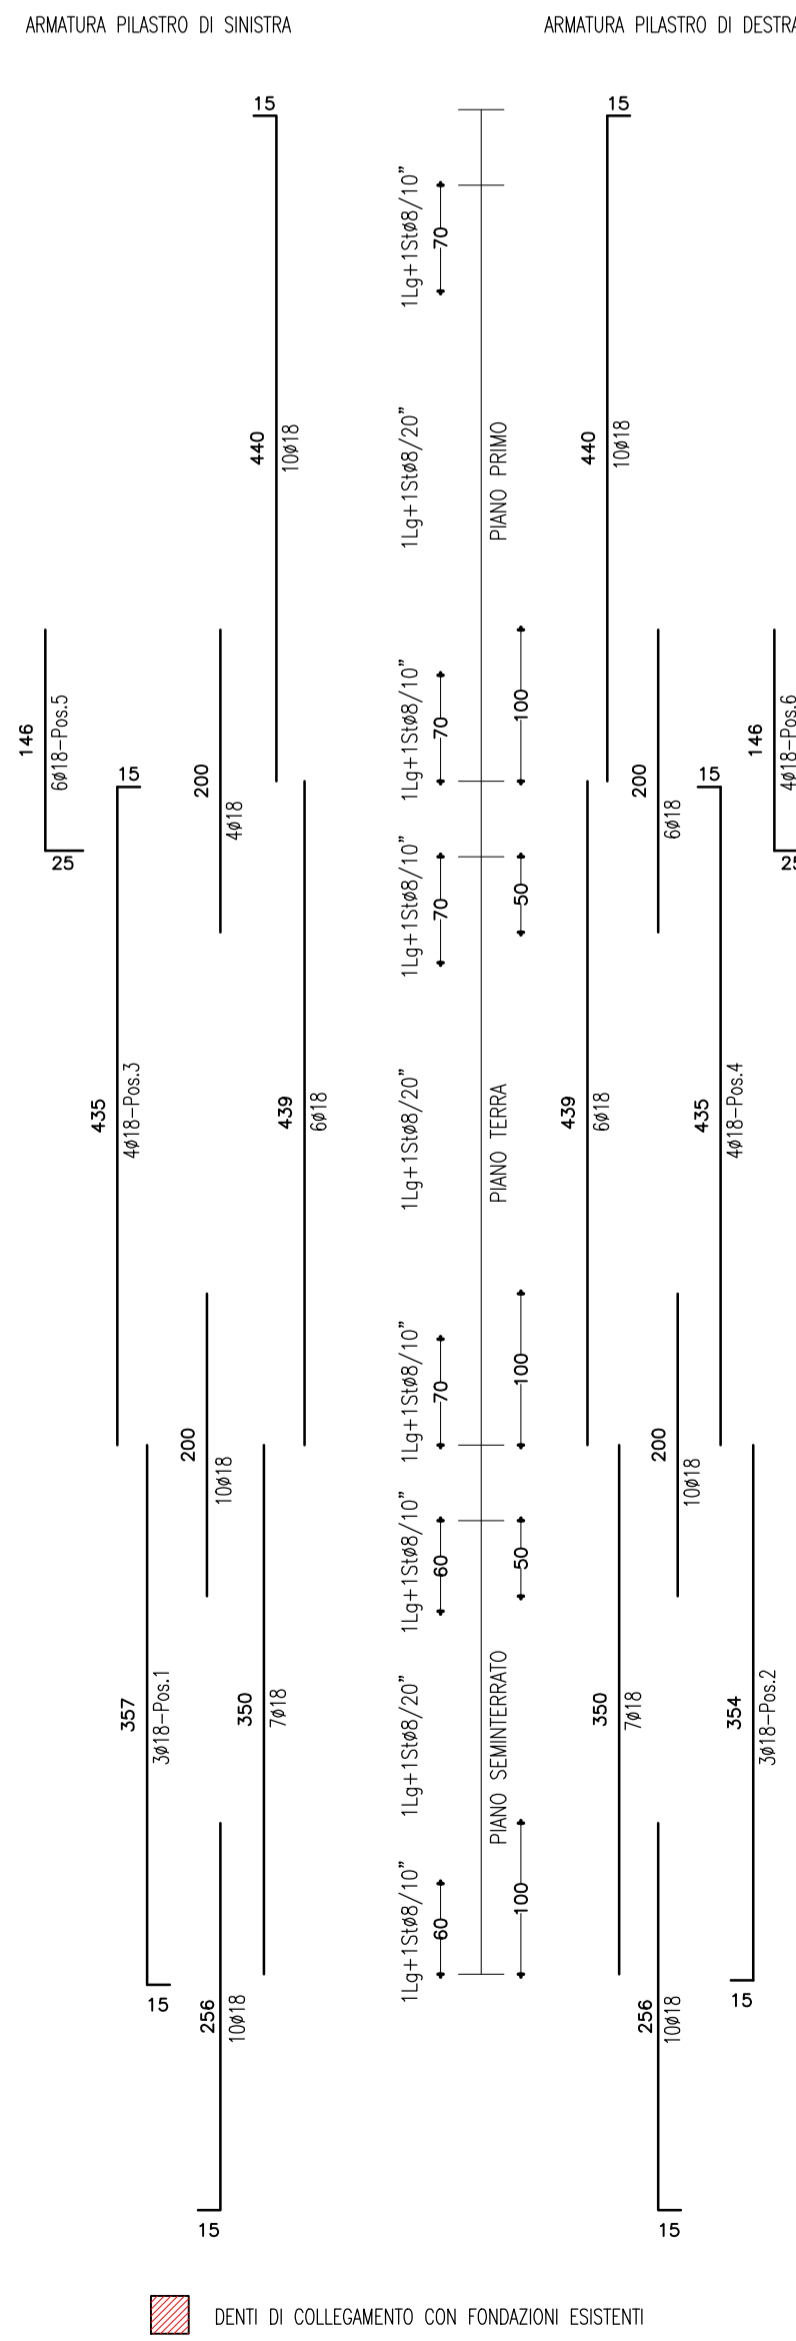 ARMATURA PILASTRO DI SINISTRA
ARMATURA PILASTRO DI DESTRA
15
440
10ø18
146
6ø18-Pos.5
25
200
4ø18
15
435
4ø18-Pos.3
439
6ø18
200
10ø18
357
3ø18-Pos.1
15
350
7ø18
256
10ø18
15
1Lg+1Stø8/10"
70
1Lg+1Stø8/20"
PIANO PRIMO
1Lg+1Stø8/10"
70
100
1Lg+1Stø8/10"
70
50
1Lg+1Stø8/20"
PIANO TERRA
1Lg+1Stø8/10"
70
100
1Lg+1Stø8/10"
60
50
1Lg+1Stø8/20"
PIANO SEMINTERRATO
1Lg+1Stø8/10"
60
100
15
440
10ø18
200
6ø18
146
4ø18-Pos.6
25
15
439
6ø18
435
4ø18-Pos.4
200
10ø18
350
7ø18
354
3ø18-Pos.2
15
256
10ø18
15
DENTI DI COLLEGAMENTO CON FONDAZIONI ESISTENTI